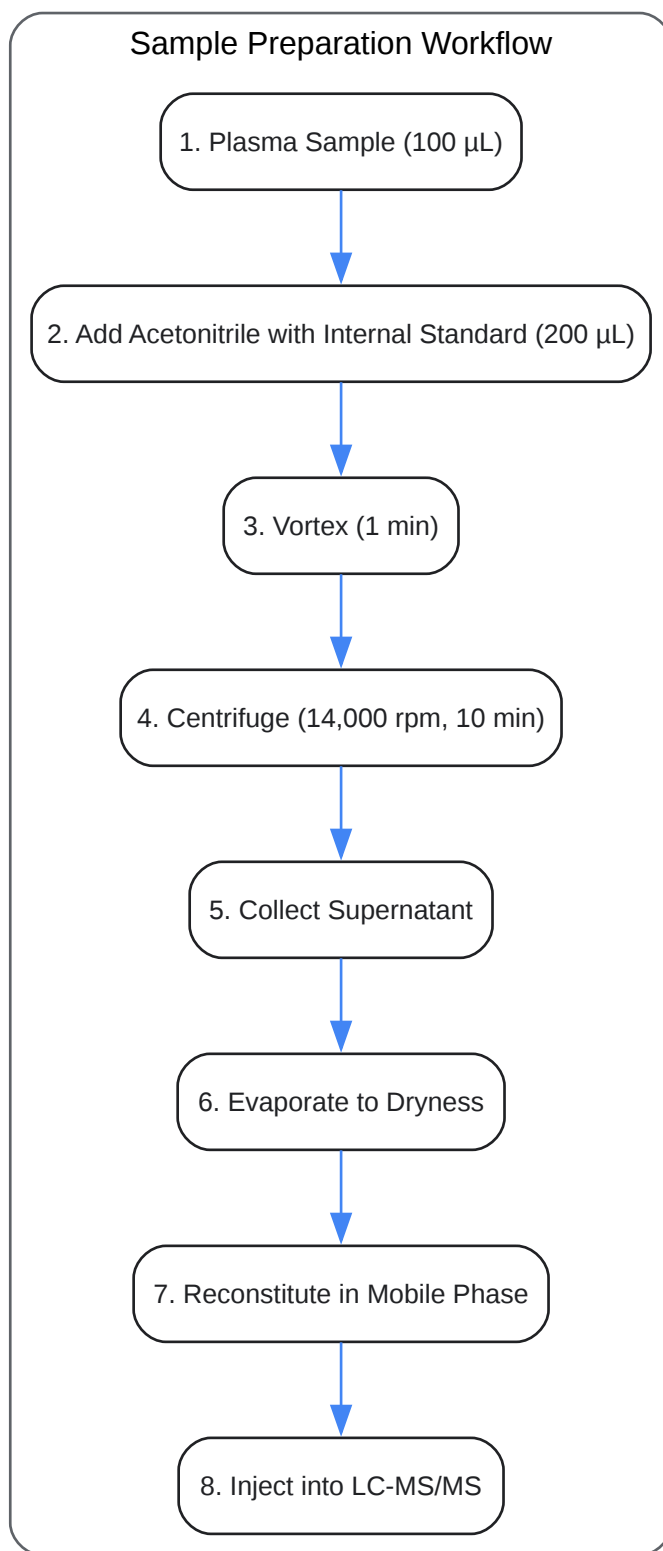 Sample Preparation Workflow
1. Plasma Sample (100 µL)
2. Add Acetonitrile with Internal Standard (200 µL)
3. Vortex (1 min)
4. Centrifuge (14,000 rpm, 10 min)
5. Collect Supernatant
6. Evaporate to Dryness
7. Reconstitute in Mobile Phase
8. Inject into LC-MS/MS